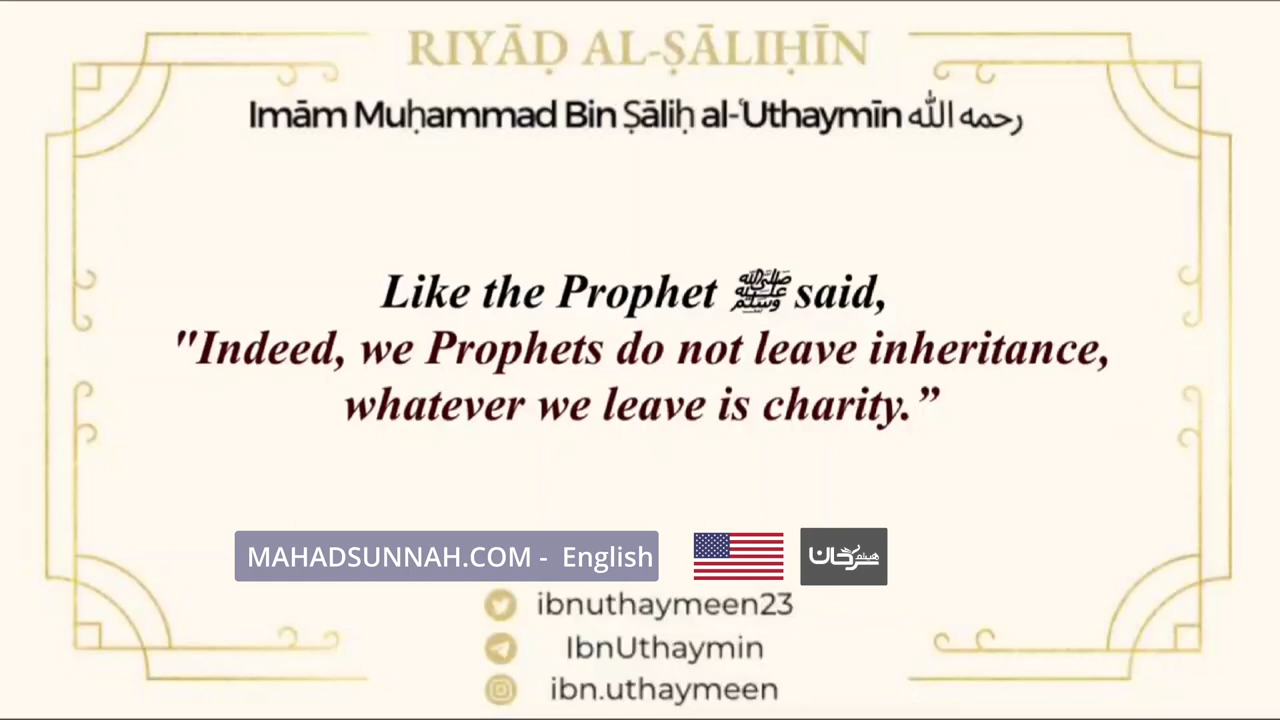 RIYĀḌ AL-ṢĀLIḤĪN
Imām Muḥammad Bin Ṣāliḥ al-ʿUthaymīn رحمه الله
Like the Prophet ﷺ said,
"Indeed, we Prophets do not leave inheritance,
whatever we leave is charity.”
MAHADSUNNAH.COM - English
هيثم سرحان
ibnuthaymeen23
IbnUthaymin
ibn.uthaymeen